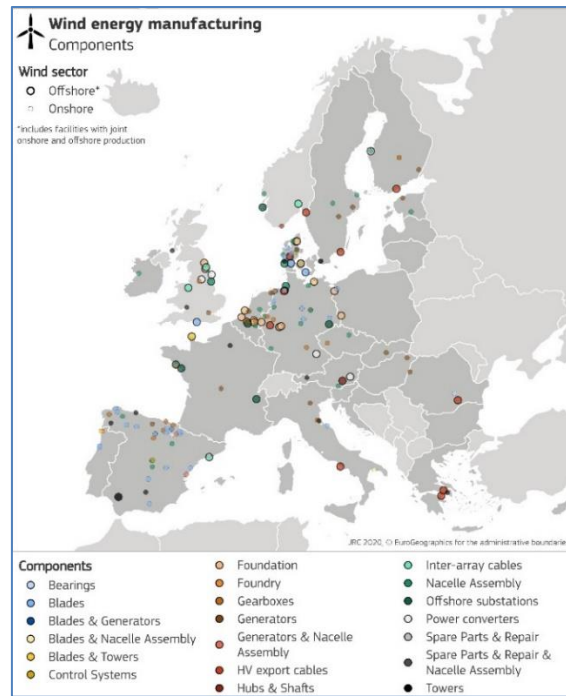 Wind energy manufacturing
Components
Wind sector
Offshore*
Onshore
*includes facilities with joint
onshore and offshore production
JRC 2020, © EuroGeographics for the administrative boundaries
Components
Bearings
Blades
Blades & Generators
Blades & Nacelle Assembly
Blades & Towers
Control Systems
Foundation
Foundry
Gearboxes
Generators
Generators & Nacelle
Assembly
HV export cables
Hubs & Shafts
Inter-array cables
Nacelle Assembly
Offshore substations
Power converters
Spare Parts & Repair
Spare Parts & Repair &
Nacelle Assembly
Towers